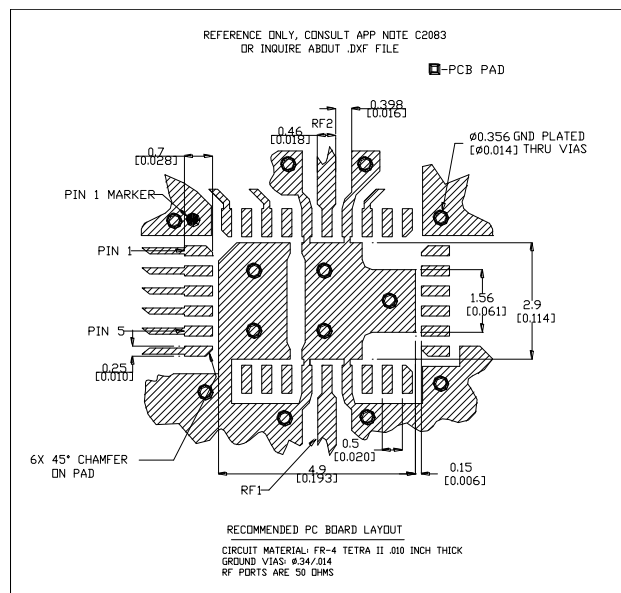 REFERENCE ONLY, CONSULT APP NOTE C2083
OR INQUIRE ABOUT .DXF FILE
-PCB PAD
0.398
[0.016]
RF2
0.46
[0.018]
Ø0.356 GND PLATED
[Ø0.014] THRU VIAS
0.7
[0.028]
PIN 1 MARKER
PIN 1
1.56
[0.061]
2.9
[0.114]
PIN 5
0.25
[0.010]
6X 45° CHAMFER
ON PAD
0.5
[0.020]
4.9
[0.193]
0.15
[0.006]
RF1
RECOMMENDED PC BOARD LAYOUT
CIRCUIT MATERIAL: FR-4 TETRA II .010 INCH THICK
GROUND VIAS: Ø.34/.014
RF PORTS ARE 50 OHMS